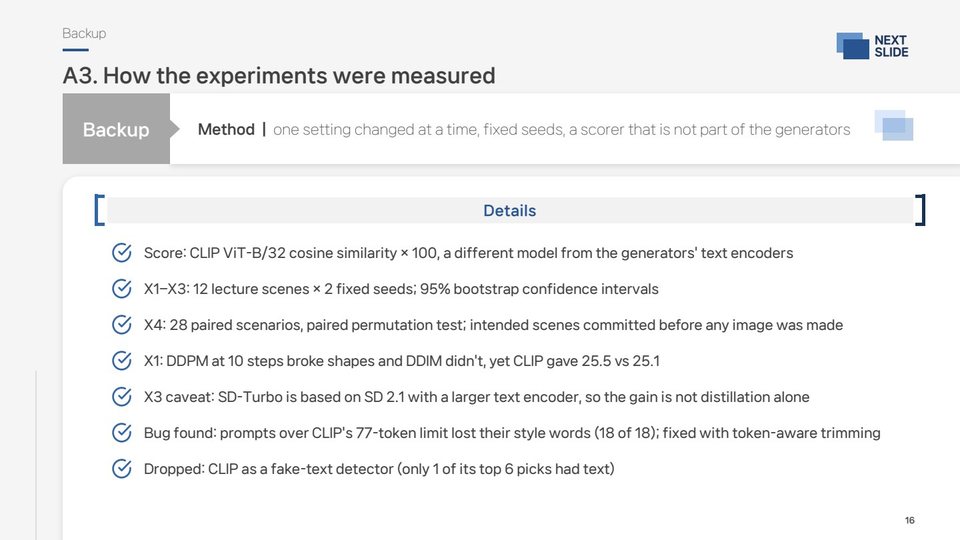 Backup
NEXT
SLIDE
A3. How the experiments were measured
Backup
Method | one setting changed at a time, fixed seeds, a scorer that is not part of the generators
Details
Score: CLIP ViT-B/32 cosine similarity × 100, a different model from the generators' text encoders
X1–X3: 12 lecture scenes × 2 fixed seeds; 95% bootstrap confidence intervals
X4: 28 paired scenarios, paired permutation test; intended scenes committed before any image was made
X1: DDPM at 10 steps broke shapes and DDIM didn't, yet CLIP gave 25.5 vs 25.1
X3 caveat: SD-Turbo is based on SD 2.1 with a larger text encoder, so the gain is not distillation alone
Bug found: prompts over CLIP's 77-token limit lost their style words (18 of 18); fixed with token-aware trimming
Dropped: CLIP as a fake-text detector (only 1 of its top 6 picks had text)
16